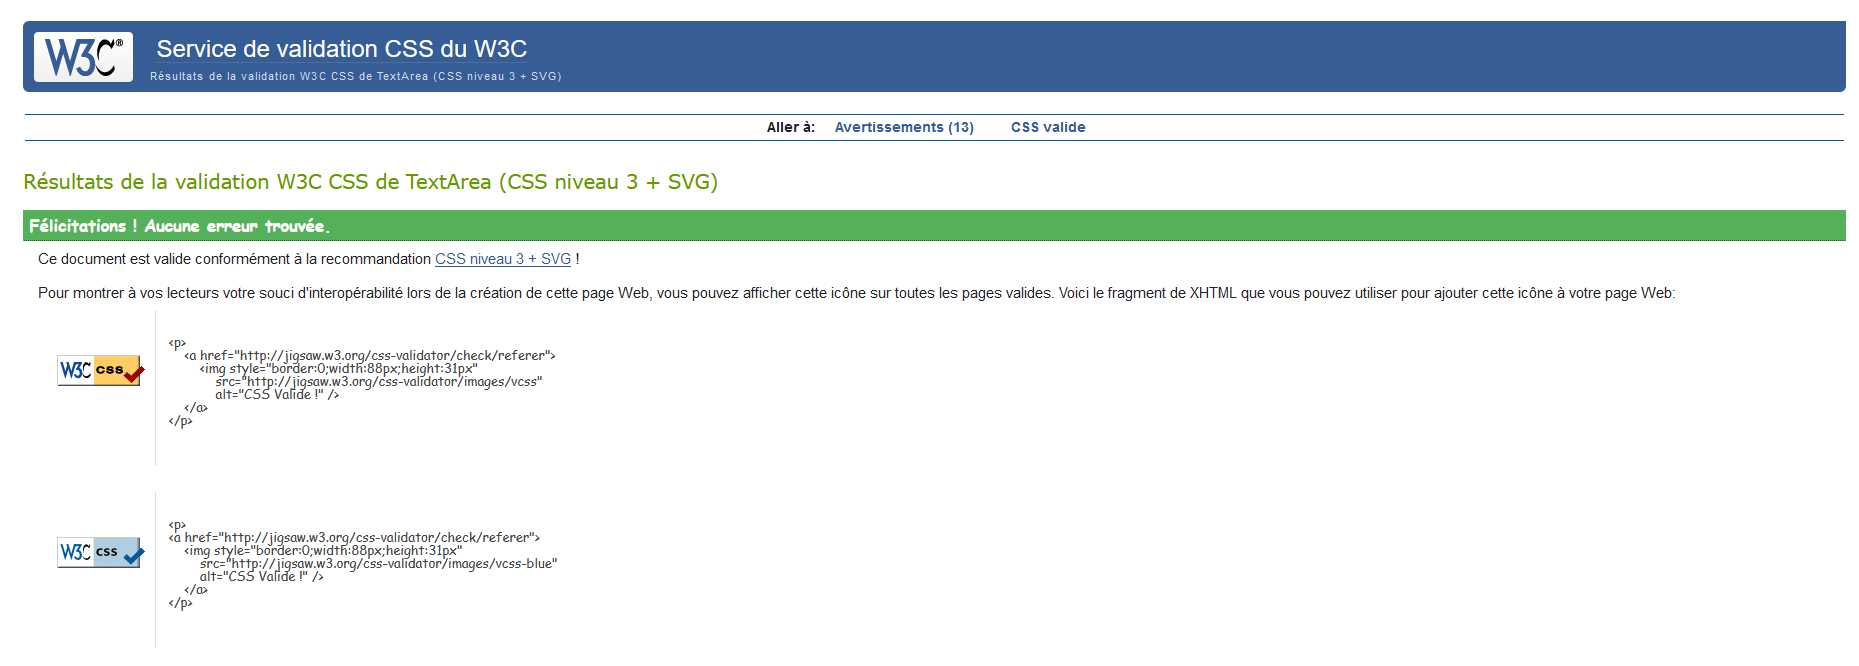 W3C®
Service de validation CSS du W3C
Résultats de la validation W3C CSS de TextArea (CSS niveau 3 + SVG)
Aller à: Avertissements (13) CSS valide
Résultats de la validation W3C CSS de TextArea (CSS niveau 3 + SVG)
Félicitations ! Aucune erreur trouvée.
Ce document est valide conformément à la recommandation CSS niveau 3 + SVG !
Pour montrer à vos lecteurs votre souci d'interopérabilité lors de la création de cette page Web, vous pouvez afficher cette icône sur toutes les pages valides. Voici le fragment de XHTML que vous pouvez utiliser pour ajouter cette icône à votre page Web:
W3C css
<p>
<a href="http://jigsaw.w3.org/css-validator/check/referer">
<img style="border:0;width:88px;height:31px"
src="http://jigsaw.w3.org/css-validator/images/vcss"
alt="CSS Valide !" />
</a>
</p>
W3C css
<p>
<a href="http://jigsaw.w3.org/css-validator/check/referer">
<img style="border:0;width:88px;height:31px"
src="http://jigsaw.w3.org/css-validator/images/vcss-blue"
alt="CSS Valide !" />
</a>
</p>